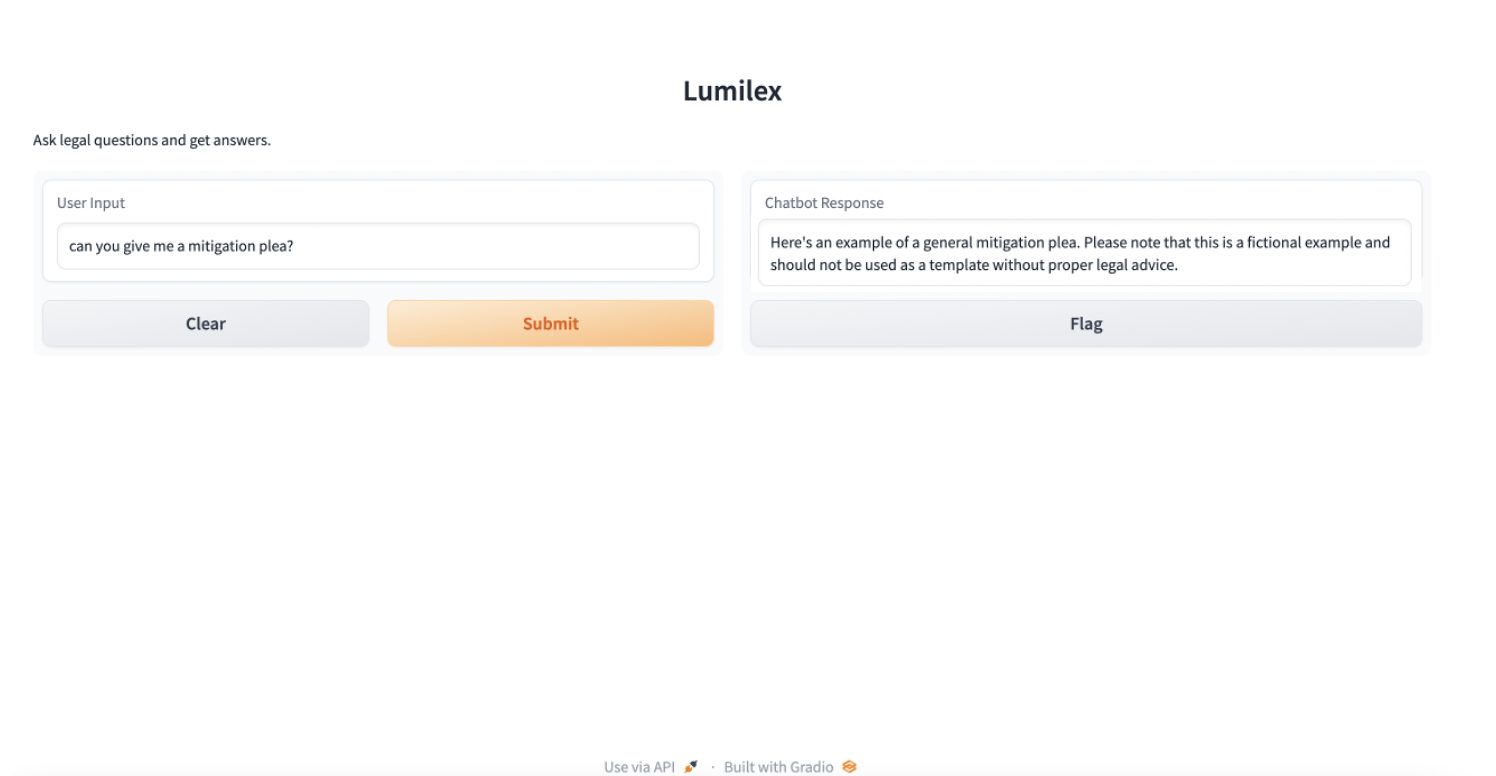 Lumilex
Ask legal questions and get answers.
User Input
can you give me a mitigation plea?
Clear
Submit
Chatbot Response
Here's an example of a general mitigation plea. Please note that this is a fictional example and
should not be used as a template without proper legal advice.
Flag
Use via API · Built with Gradio